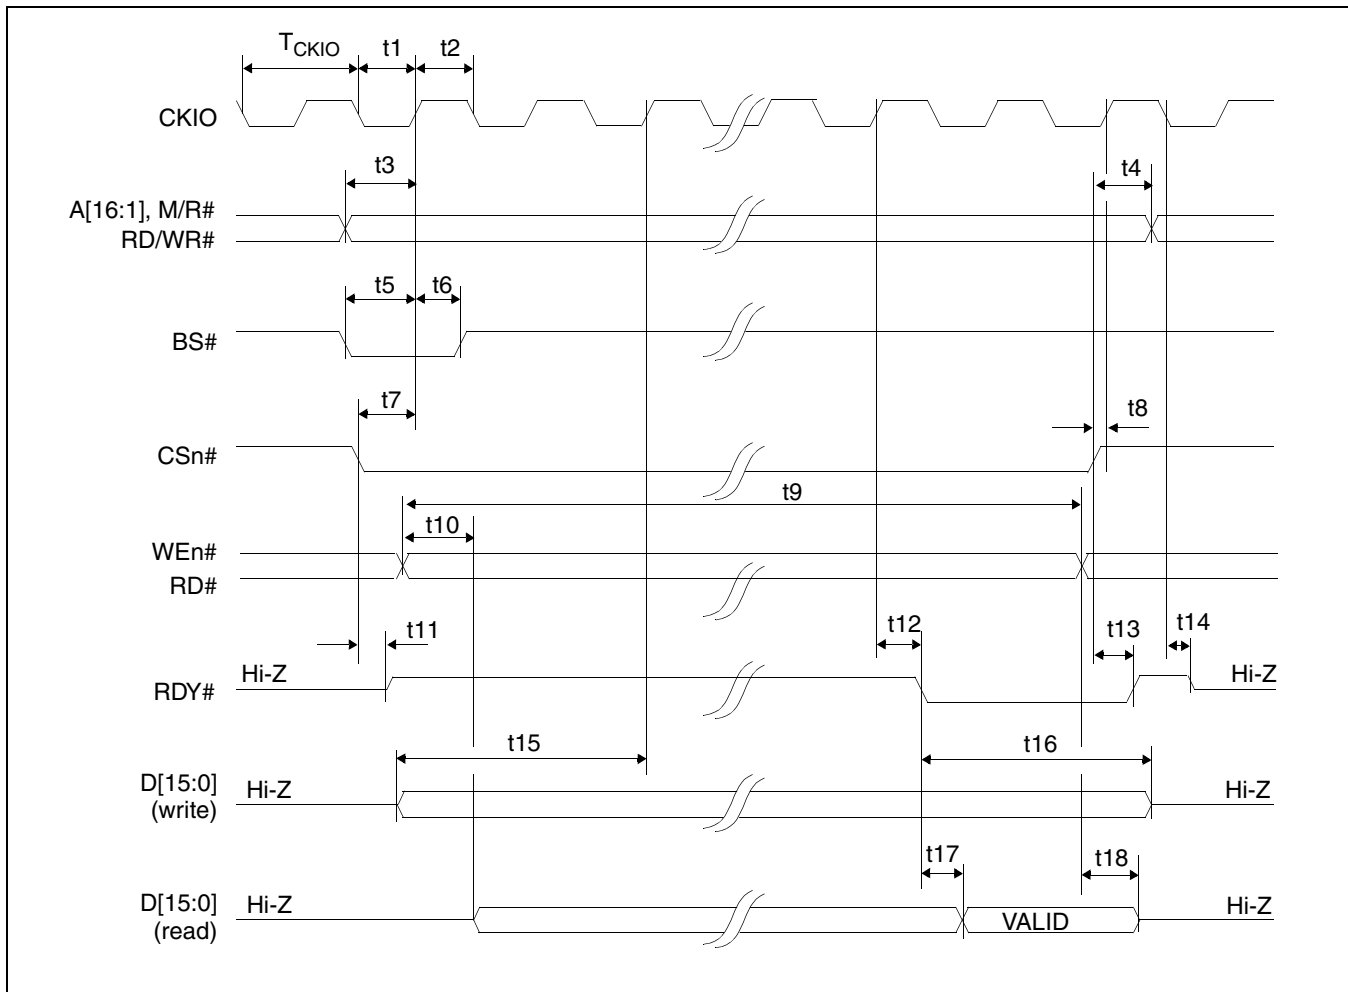 TCKIO t1 t2
CKIO
t3 t4
A[16:1], M/R#
RD/WR#
t5 t6
BS#
t7 t8
CSn#
t9
t10
WEn#
RD#
t11 t12 t13 t14
Hi-Z RDY# Hi-Z
t15 t16
D[15:0]
(write)
Hi-Z Hi-Z
t17 t18
D[15:0]
(read)
Hi-Z VALID Hi-Z